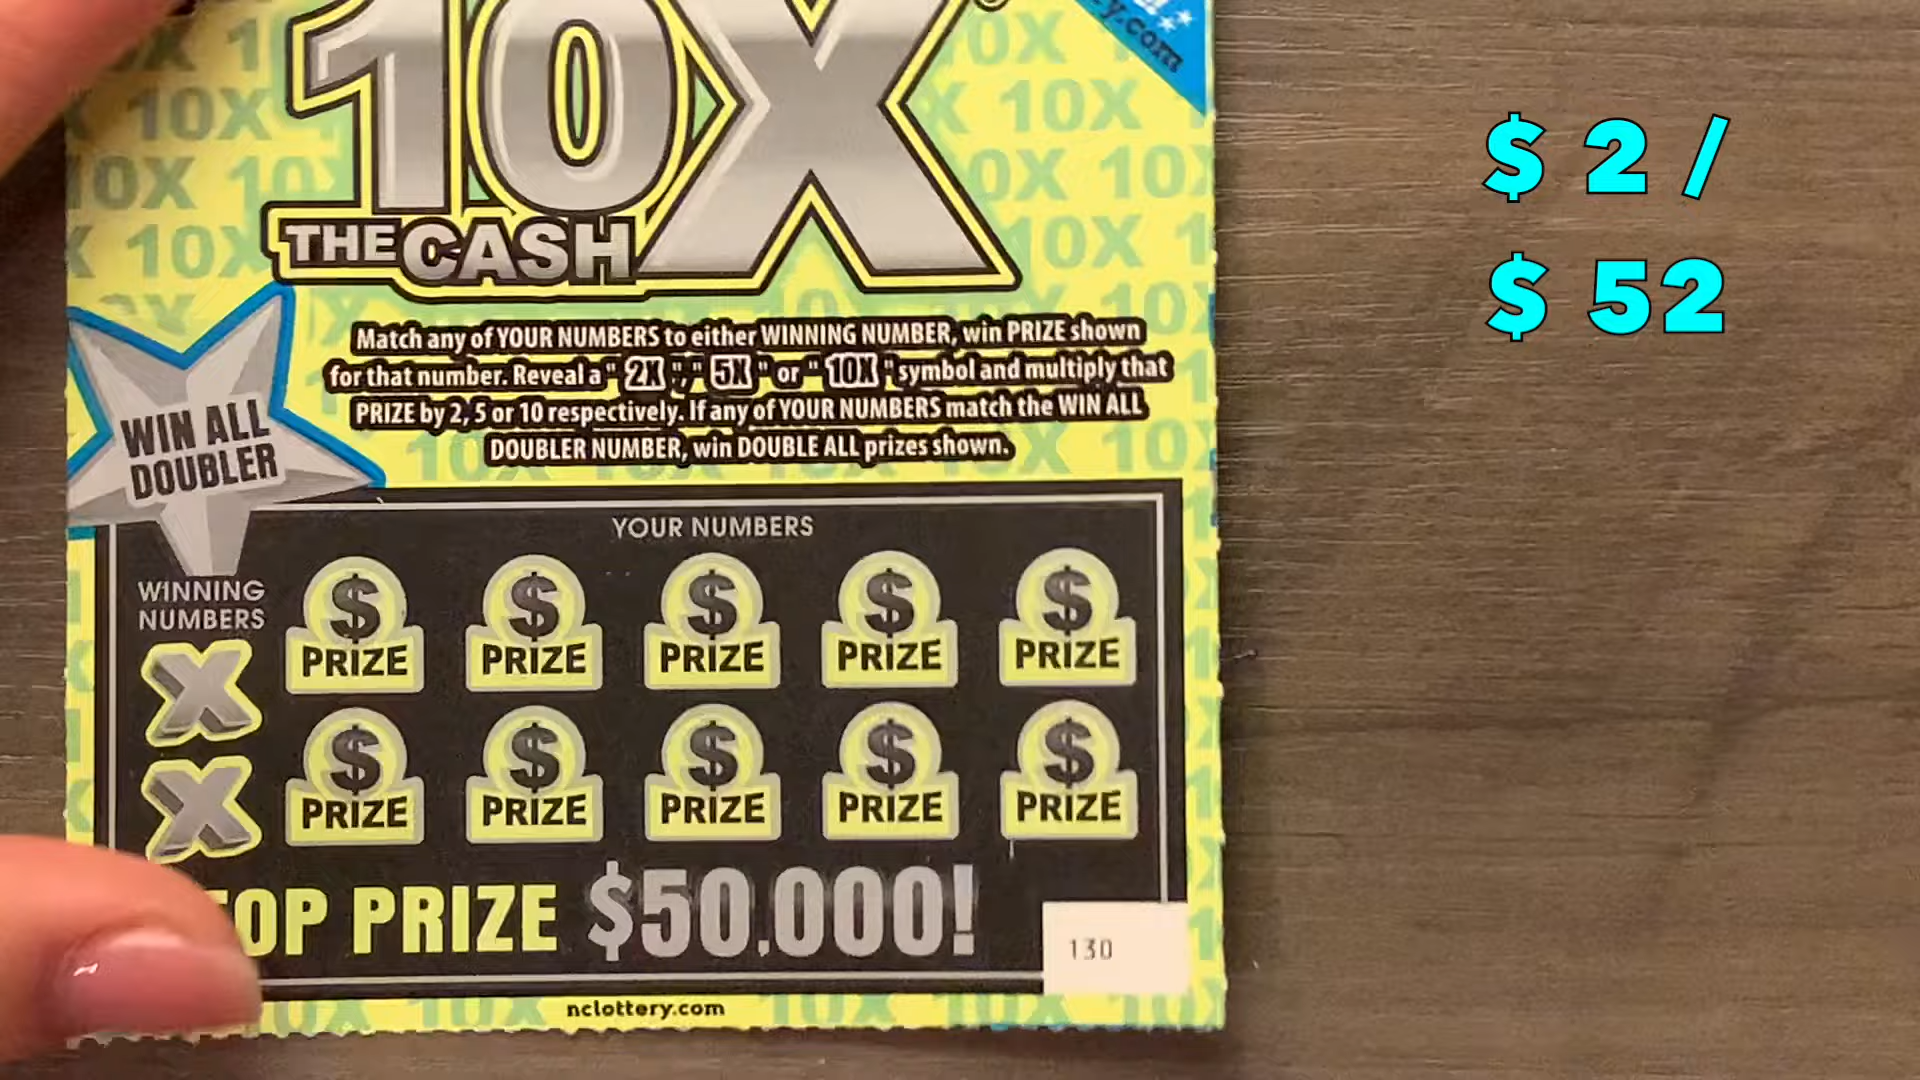 10X
THE CASH
y.com
$ 2 /
$ 52
Match any of YOUR NUMBERS to either WINNING NUMBER, win PRIZE shown
for that number. Reveal a "2X", "5X" or "10X" symbol and multiply that
PRIZE by 2, 5 or 10 respectively. If any of YOUR NUMBERS match the WIN ALL
DOUBLER NUMBER, win DOUBLE ALL prizes shown.
WIN ALL
DOUBLER
YOUR NUMBERS
WINNING
NUMBERS
$ $ $ $ $
PRIZE PRIZE PRIZE PRIZE PRIZE
X
$ $ $ $ $
PRIZE PRIZE PRIZE PRIZE PRIZE
X
TOP PRIZE $50,000!
130
nclottery.com